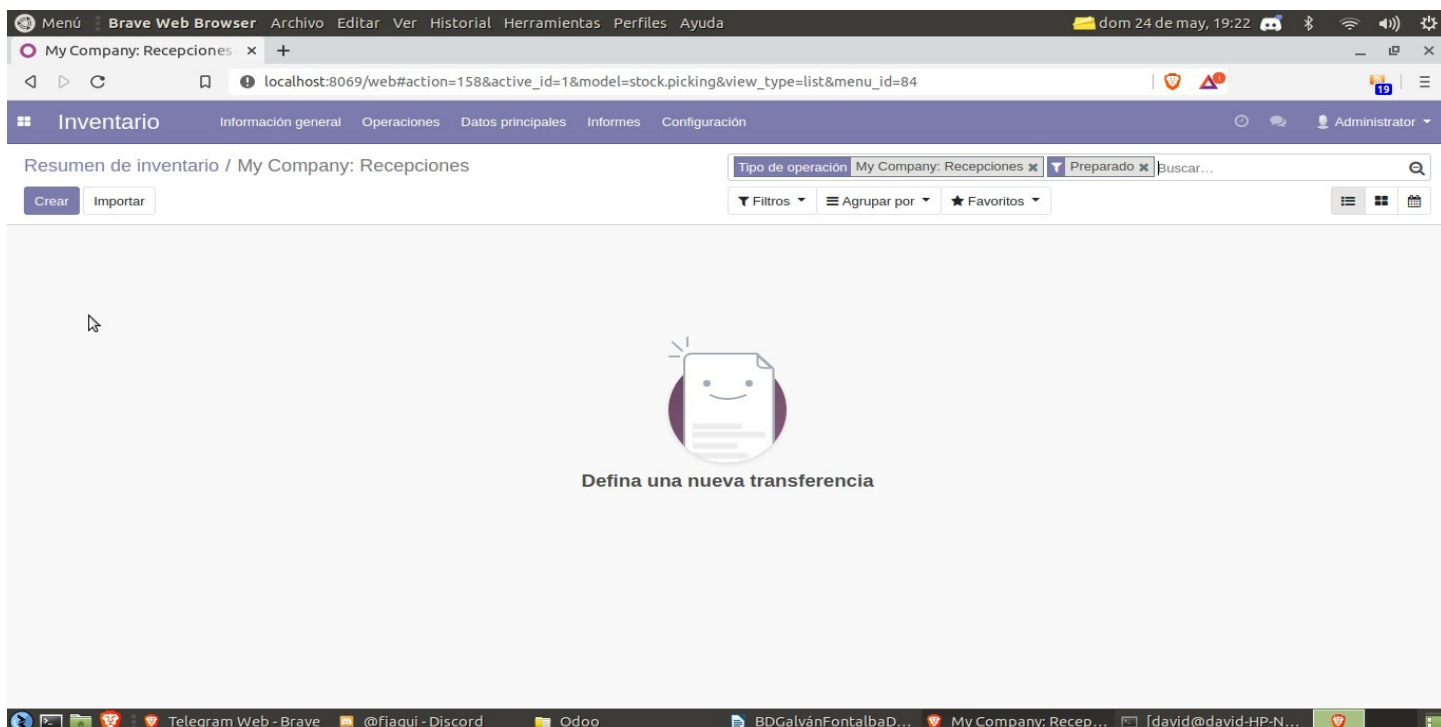 Menú Brave Web Browser Archivo Editar Ver Historial Herramientas Perfiles Ayuda dom 24 de may, 19:22
My Company: Recepciones × +
localhost:8069/web#action=158&active_id=1&model=stock.picking&view_type=list&menu_id=84 19
Inventario Información general Operaciones Datos principales Informes Configuración Administrator
Resumen de inventario / My Company: Recepciones Tipo de operación My Company: Recepciones Preparado Buscar...
Crear Importar Filtros Agrupar por Favoritos
Defina una nueva transferencia
Telegram Web - Brave @fjaqui - Discord Odoo BDGalvánFontalbaD... My Company: Recep... [david@david-HP-N...